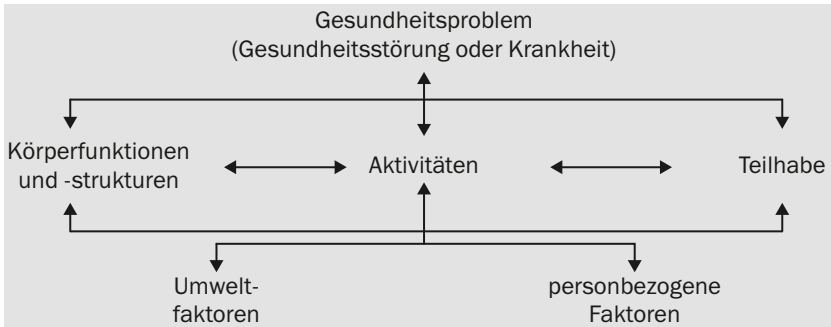 Gesundheitsproblem
(Gesundheitsstörung oder Krankheit)
Körperfunktionen
und -strukturen
Aktivitäten
Teilhabe
Umwelt-
faktoren
personbezogene
Faktoren